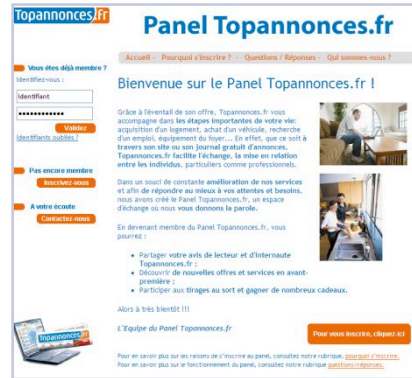 Topannonces.fr
Panel Topannonces.fr
Accueil - Pourquoi s'inscrire ? - Questions / Réponses - Qui sommes-nous ?
Vous êtes déjà membre ?
Identifiez-vous :
Identifiant
••••••••••••
Validez
Identifiants oubliés ?
Pas encore membre
Inscrivez-vous
A votre écoute
Contactez-nous
Bienvenue sur le Panel Topannonces.fr !
Grâce à l'éventail de son offre, Topannonces.fr vous
accompagne dans les étapes importantes de votre vie:
acquisition d'un logement, achat d'un véhicule, recherche
d'un emploi, équipement du foyer... En effet, que ce soit à
travers son site ou son journal gratuit d'annonces,
Topannonces.fr facilite l'échange, la mise en relation
entre les individus, particuliers comme professionnels.
Dans un souci de constante amélioration de nos services
et afin de répondre au mieux à vos attentes et besoins,
nous avons créé le Panel Topannonces.fr, un espace
d'échange où nous vous donnons la parole.
En devenant membre du Panel Topannonces.fr, vous
pourrez :
• Partager votre avis de lecteur et d'internaute
Topannonces.fr ;
• Découvrir de nouvelles offres et services en avant-
première ;
• Participer aux tirages au sort et gagner de nombreux cadeaux.
Alors à très bientôt !!!
L'Equipe du Panel Topannonces.fr
Pour vous inscrire, cliquez-ici
Topannonces.fr
Pour en savoir plus sur les raisons de s'inscrire au panel, consultez notre rubrique, pourquoi s'inscrire.
Pour en savoir plus sur le fonctionnement du panel, consultez notre rubrique questions/réponses.